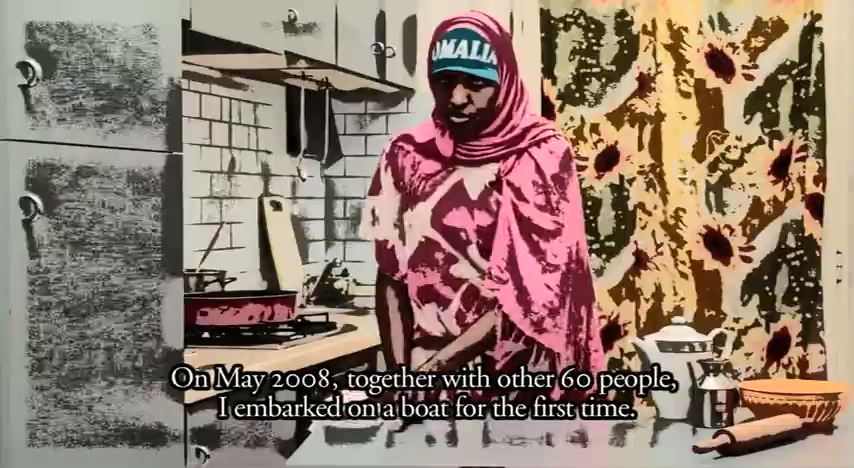 OMALIA
On May 2008, together with other 60 people,
I embarked on a boat for the first time.